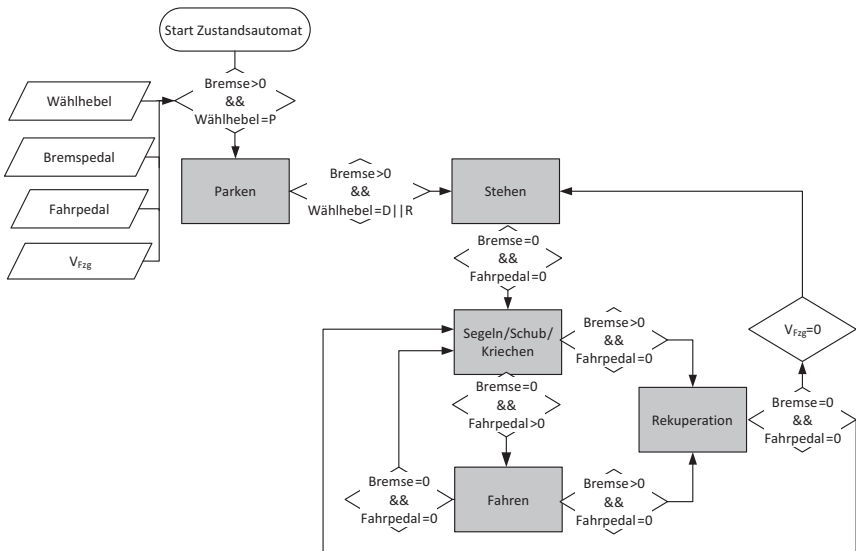 Start Zustandsautomat
Bremse>0
&&
Wählhebel=P
Wählhebel
Bremspedal
Fahrpedal
VFzg
Parken
Bremse>0
&&
Wählhebel=D||R
Stehen
Bremse=0
&&
Fahrpedal=0
Segeln/Schub/
Kriechen
Bremse>0
&&
Fahrpedal=0
VFzg=0
Bremse=0
&&
Fahrpedal>0
Rekuperation
Bremse=0
&&
Fahrpedal=0
Bremse=0
&&
Fahrpedal=0
Fahren
Bremse>0
&&
Fahrpedal=0